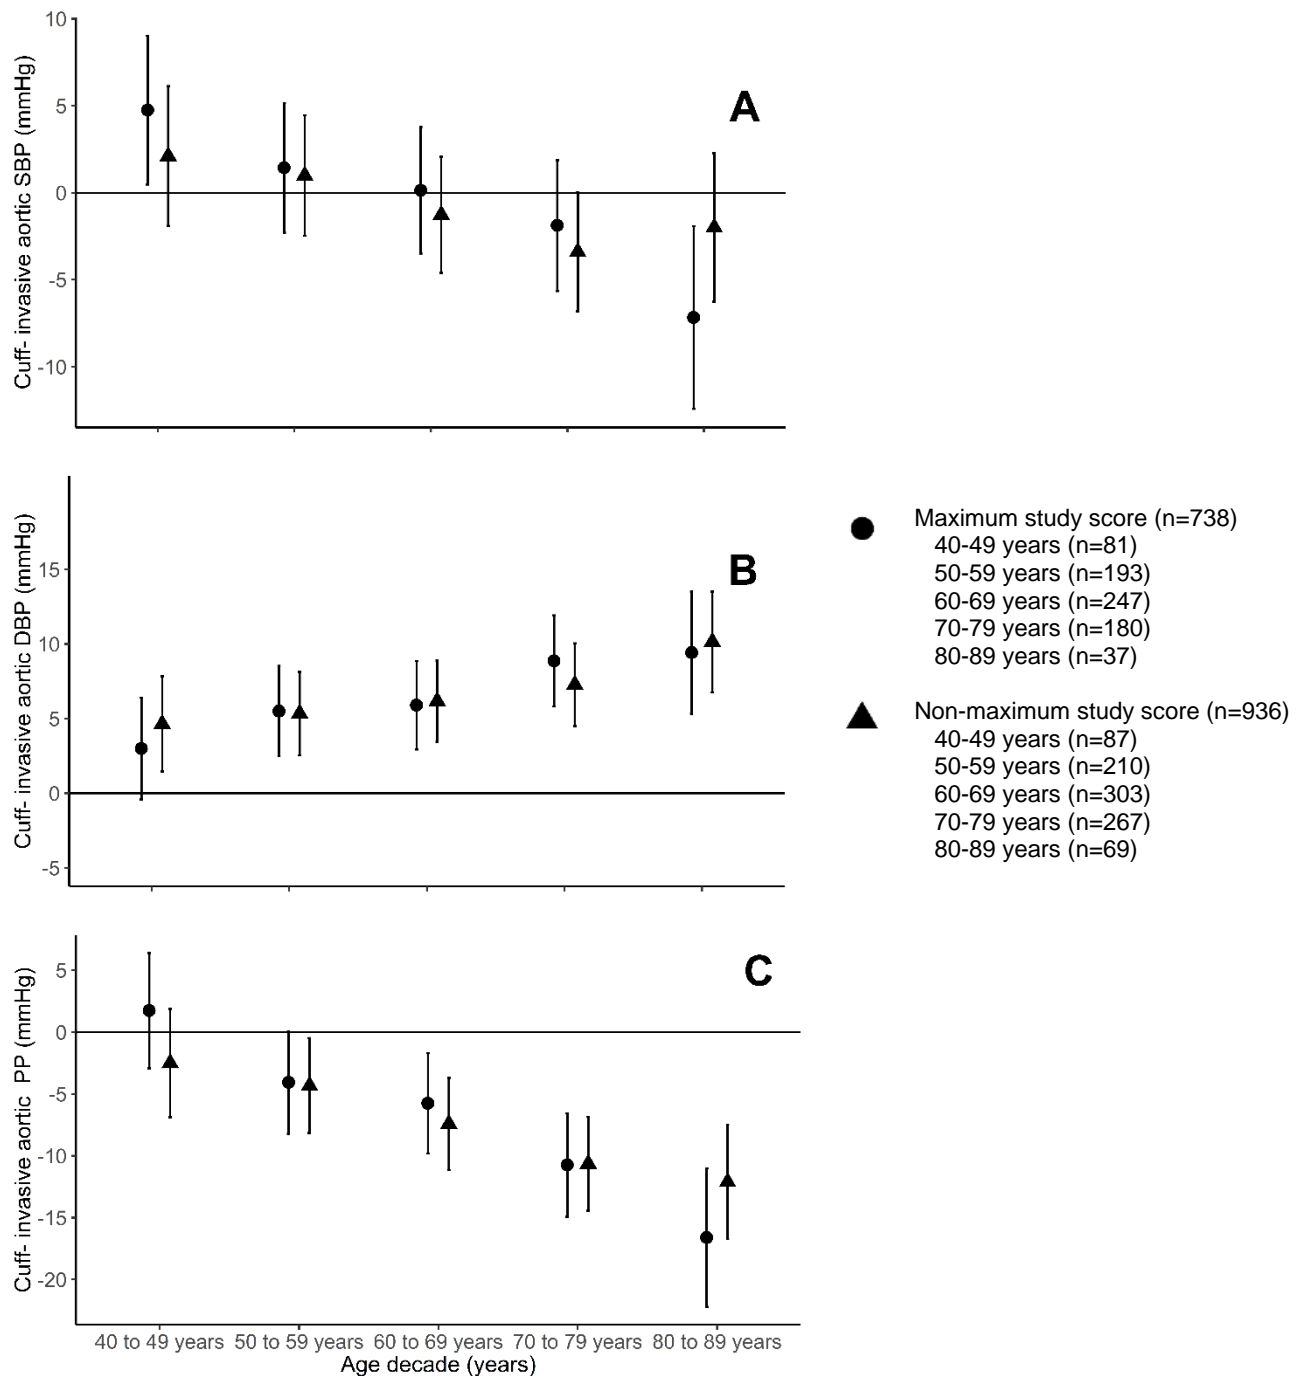 Cuff- invasive aortic SBP (mmHg)
10
5
0
-5
-10
A
Cuff- invasive aortic DBP (mmHg)
15
10
5
0
-5
B
Maximum study score (n=738)
40-49 years (n=81)
50-59 years (n=193)
60-69 years (n=247)
70-79 years (n=180)
80-89 years (n=37)
Non-maximum study score (n=936)
40-49 years (n=87)
50-59 years (n=210)
60-69 years (n=303)
70-79 years (n=267)
80-89 years (n=69)
Cuff- invasive aortic PP (mmHg)
5
0
-5
-10
-15
-20
C
40 to 49 years 50 to 59 years 60 to 69 years 70 to 79 years 80 to 89 years
Age decade (years)